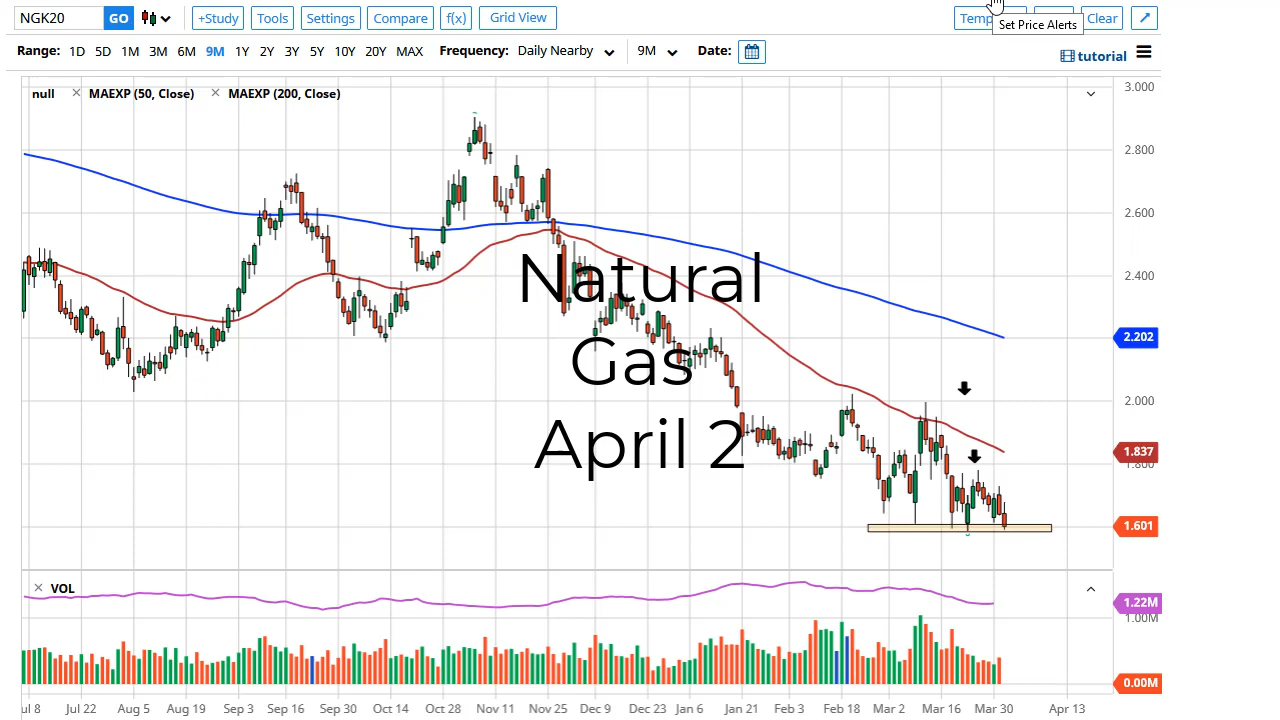 NGK20 GO +Study Tools Settings Compare f(x) Grid View Clear
Set Price Alerts
Range: 1D 5D 1M 3M 6M 9M 1Y 2Y 3Y 5Y 10Y 20Y MAX Frequency: Daily Nearby 9M Date: tutorial
null MAEXP (50, Close) MAEXP (200, Close)
3.000
2.800
2.600
2.400
2.202
2.000
1.837
1.800
1.601
Natural
Gas
April 2
VOL
1.22M
1.00M
0.00M
Jul 22 Aug 5 Aug 19 Sep 3 Sep 16 Sep 30 Oct 14 Oct 28 Nov 11 Nov 25 Dec 9 Dec 23 Jan 6 Jan 21 Feb 3 Feb 18 Mar 2 Mar 16 Mar 30 Apr 13